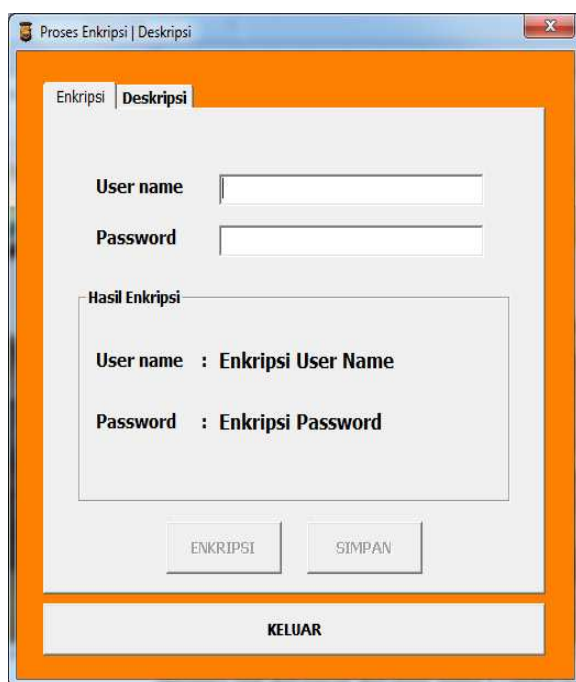 Proses Enkripsi | Deskripsi
Enkripsi Deskripsi
User name
Password
Hasil Enkripsi
User name : Enkripsi User Name
Password : Enkripsi Password
ENKRIPSI SIMPAN
KELUAR